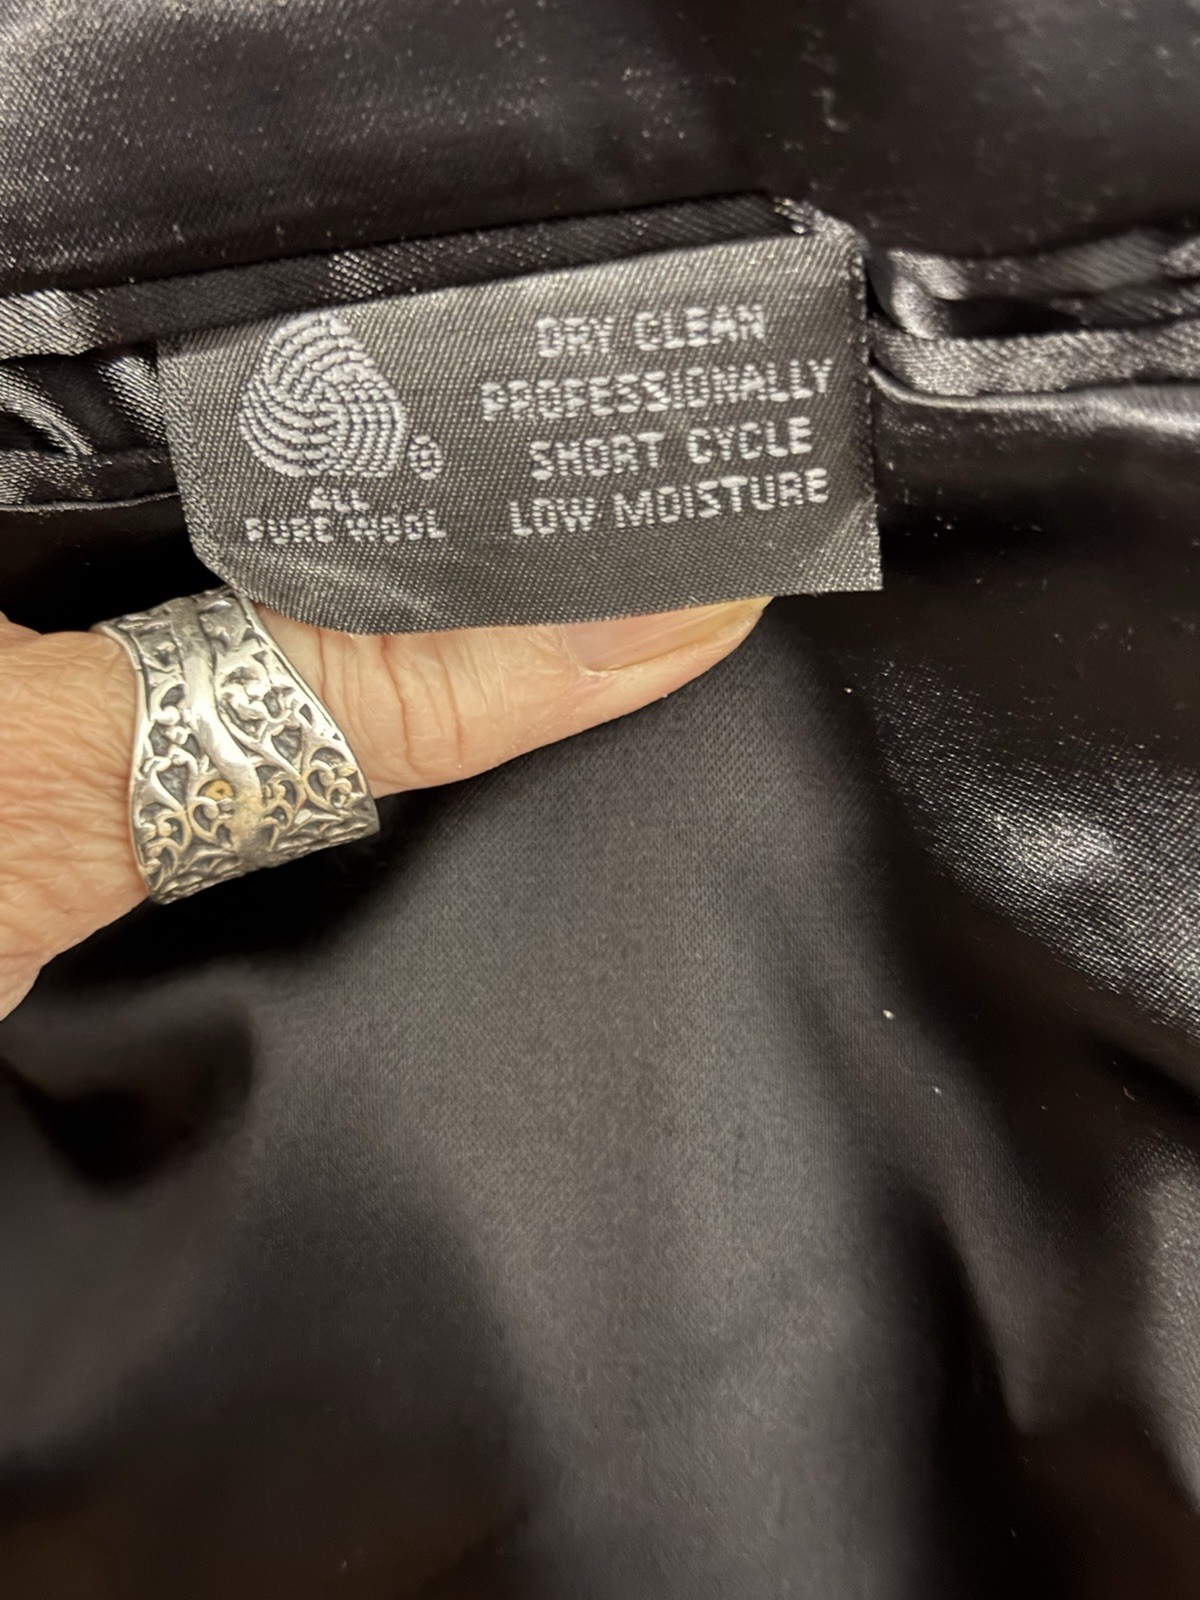 ALL
PURE WOOL
®
DRY CLEAN
PROFESSIONALLY
SHORT CYCLE
LOW MOISTURE